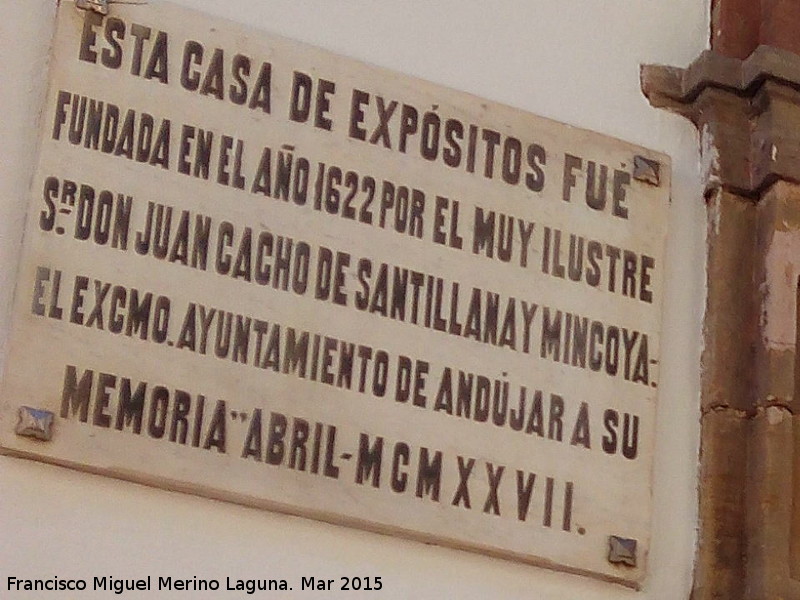 ESTA CASA DE EXPÓSITOS FUÉ
FUNDADA EN EL AÑO 1622 POR EL MUY ILUSTRE
SR. DON JUAN CACHO DE SANTILLANA Y MINCOYA:
EL EXCMO. AYUNTAMIENTO DE ANDÚJAR A SU
MEMORIA" ABRIL-MCMXXVII.
Francisco Miguel Merino Laguna. Mar 2015